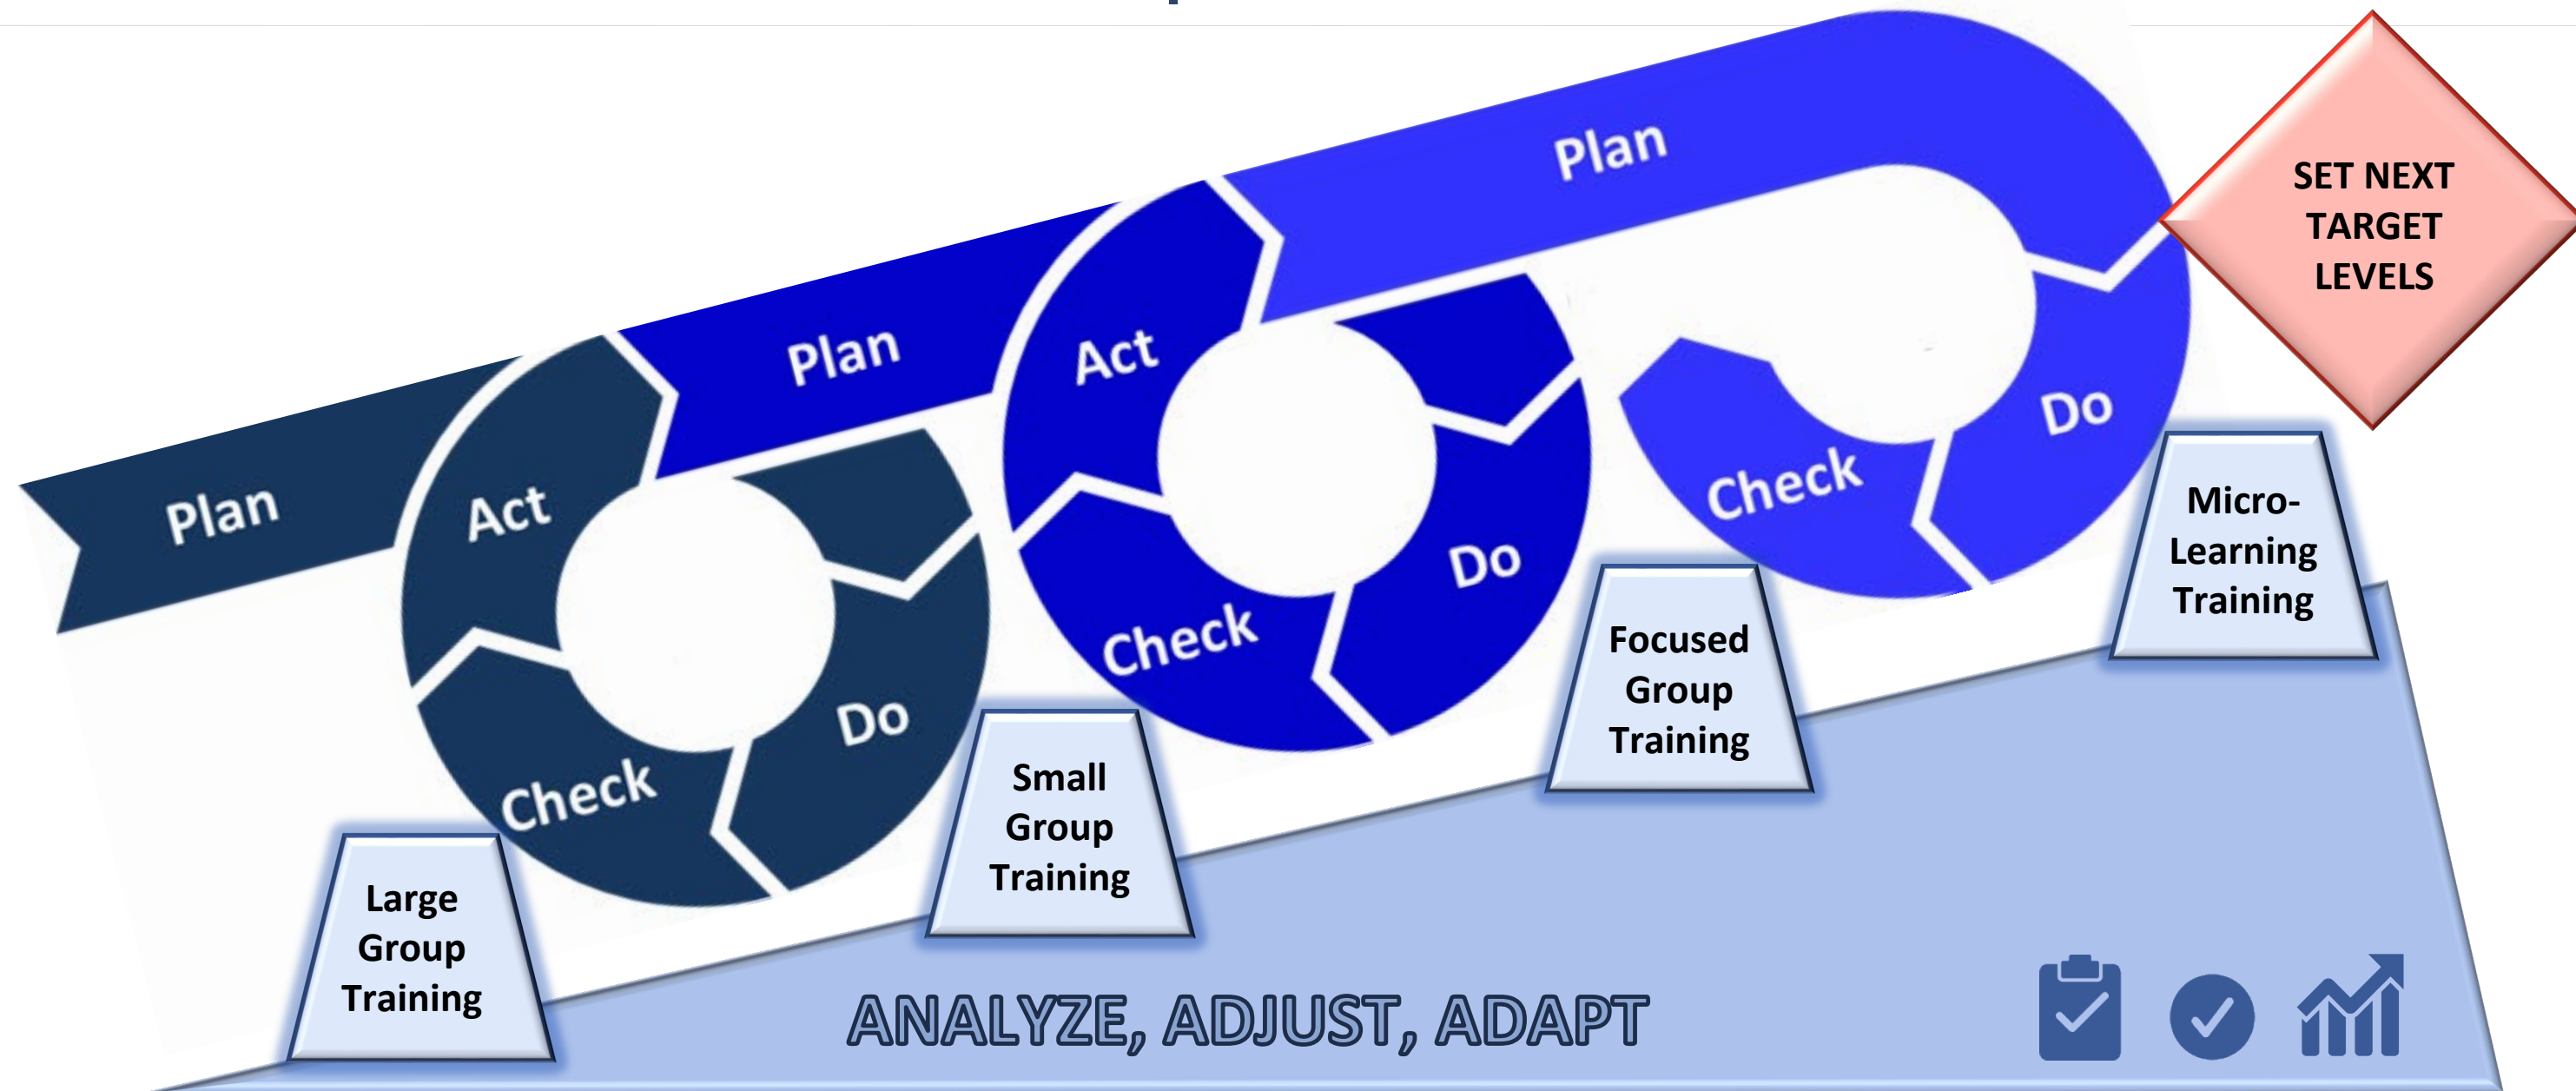 Plan
Act
Check
Do
Plan
Act
Check
Do
Plan
Do
Check
SET NEXT
TARGET
LEVELS
Large
Group
Training
Small
Group
Training
Focused
Group
Training
Micro-
Learning
Training
ANALYZE, ADJUST, ADAPT